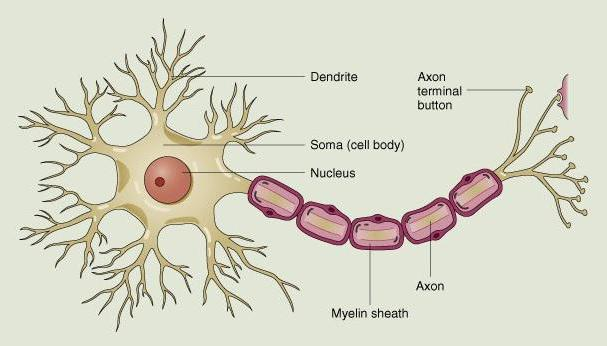 Dendrite
Axon
terminal
button
Soma (cell body)
Nucleus
Axon
Myelin sheath